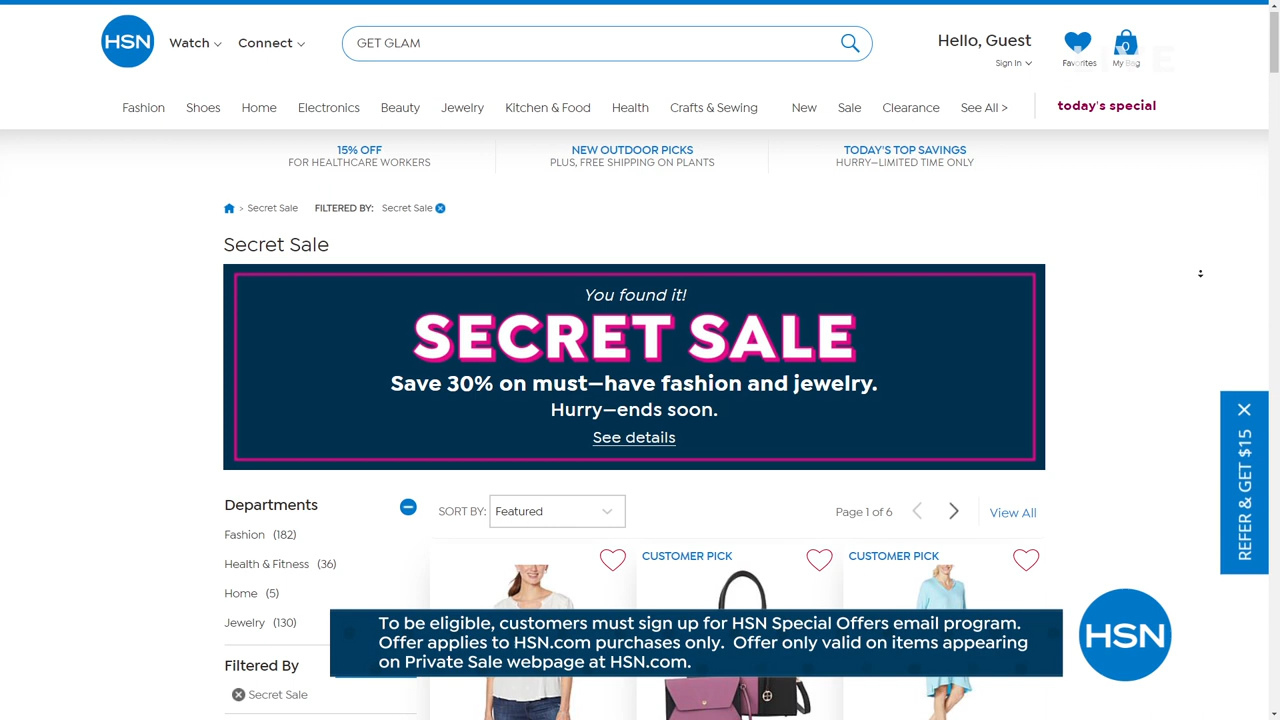 HSN
Watch
Connect
GET GLAM
Hello, Guest
Sign In
Favorites
0
My Bag
Fashion
Shoes
Home
Electronics
Beauty
Jewelry
Kitchen & Food
Health
Crafts & Sewing
New
Sale
Clearance
See All >
today's special
15% OFF
FOR HEALTHCARE WORKERS
NEW OUTDOOR PICKS
PLUS, FREE SHIPPING ON PLANTS
TODAY'S TOP SAVINGS
HURRY—LIMITED TIME ONLY
> Secret Sale
FILTERED BY: Secret Sale
Secret Sale
You found it!
SECRET SALE
Save 30% on must—have fashion and jewelry.
Hurry—ends soon.
See details
REFER & GET $15
Departments
Fashion (182)
Health & Fitness (36)
Home (5)
Jewelry (130)
Filtered By
Secret Sale
SORT BY: Featured
Page 1 of 6
View All
CUSTOMER PICK
CUSTOMER PICK
To be eligible, customers must sign up for HSN Special Offers email program.
Offer applies to HSN.com purchases only. Offer only valid on items appearing
on Private Sale webpage at HSN.com.
HSN